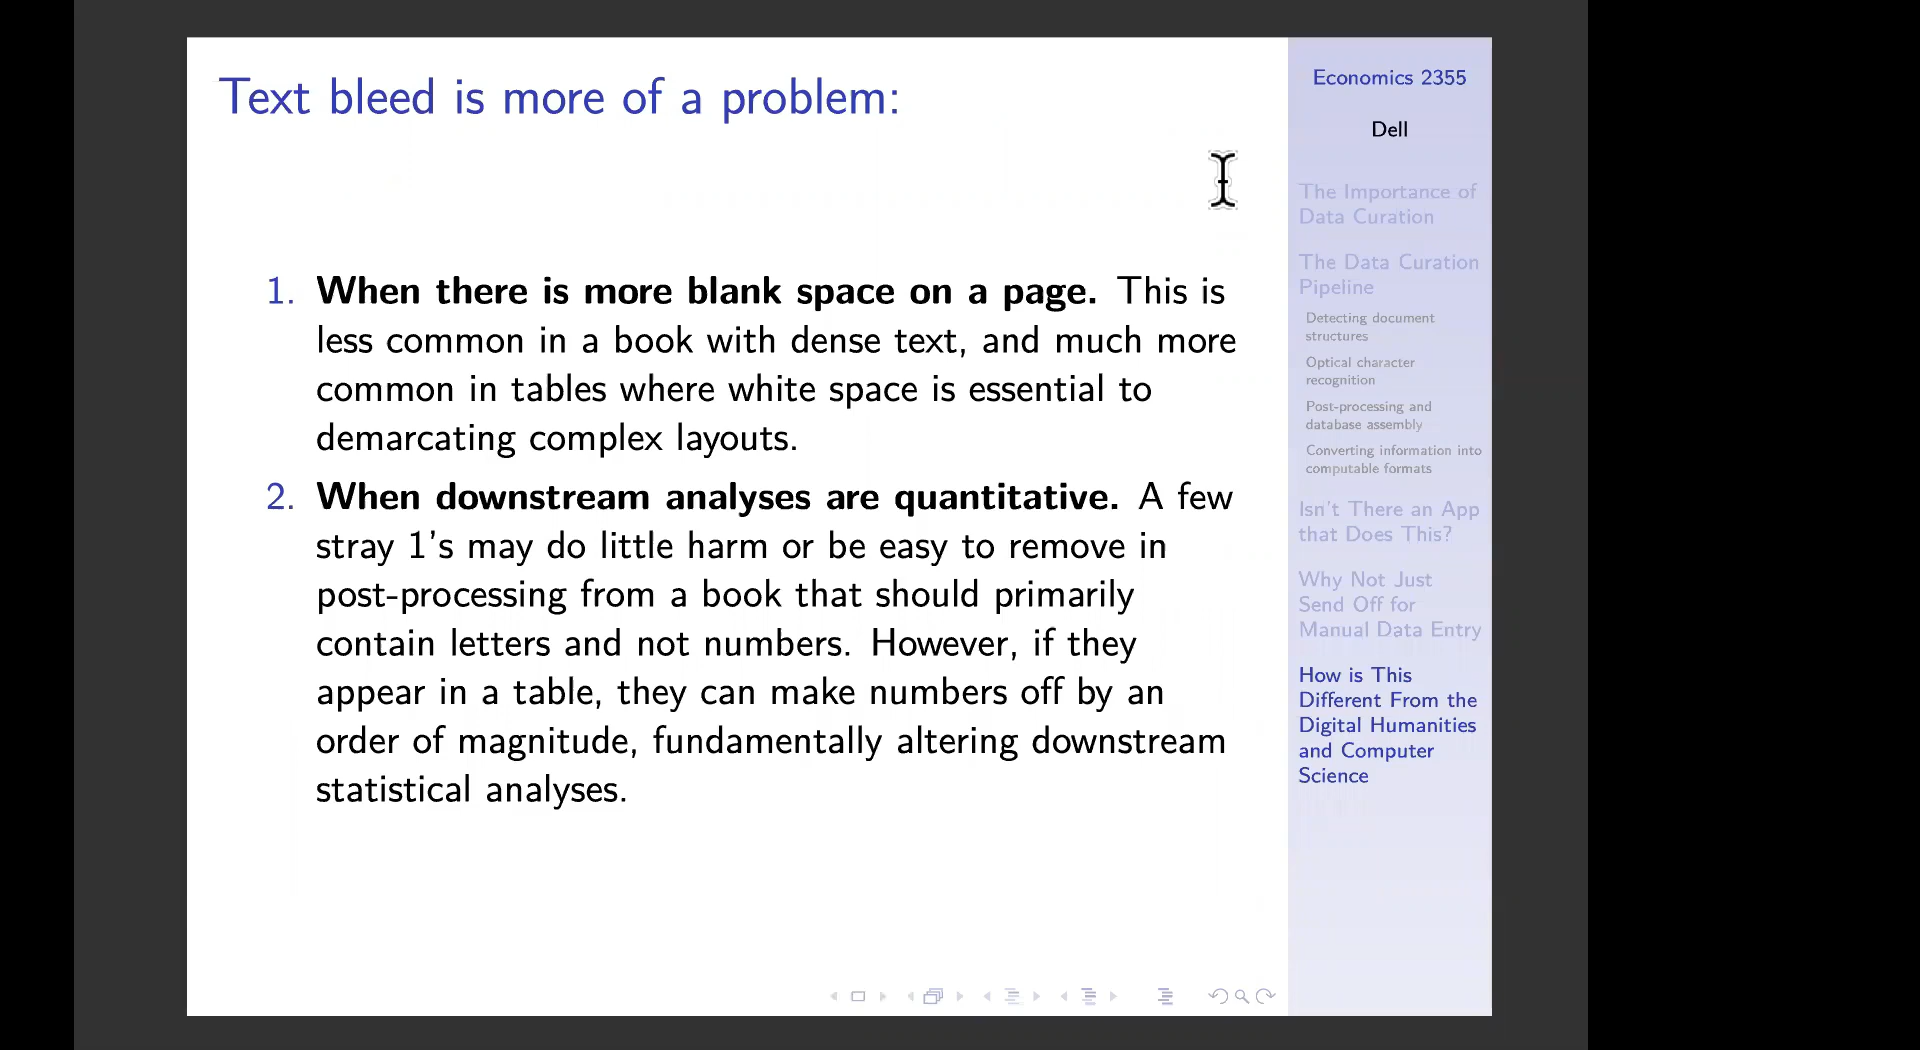 Text bleed is more of a problem:
1. When there is more blank space on a page. This is
less common in a book with dense text, and much more
common in tables where white space is essential to
demarcating complex layouts.
2. When downstream analyses are quantitative. A few
stray 1's may do little harm or be easy to remove in
post-processing from a book that should primarily
contain letters and not numbers. However, if they
appear in a table, they can make numbers off by an
order of magnitude, fundamentally altering downstream
statistical analyses.
Economics 2355
Dell
The Importance of
Data Curation
The Data Curation
Pipeline
Detecting document
structures
Optical character
recognition
Post-processing and
database assembly
Converting information into
computable formats
Isn't There an App
that Does This?
Why Not Just
Send Off for
Manual Data Entry
How is This
Different From the
Digital Humanities
and Computer
Science